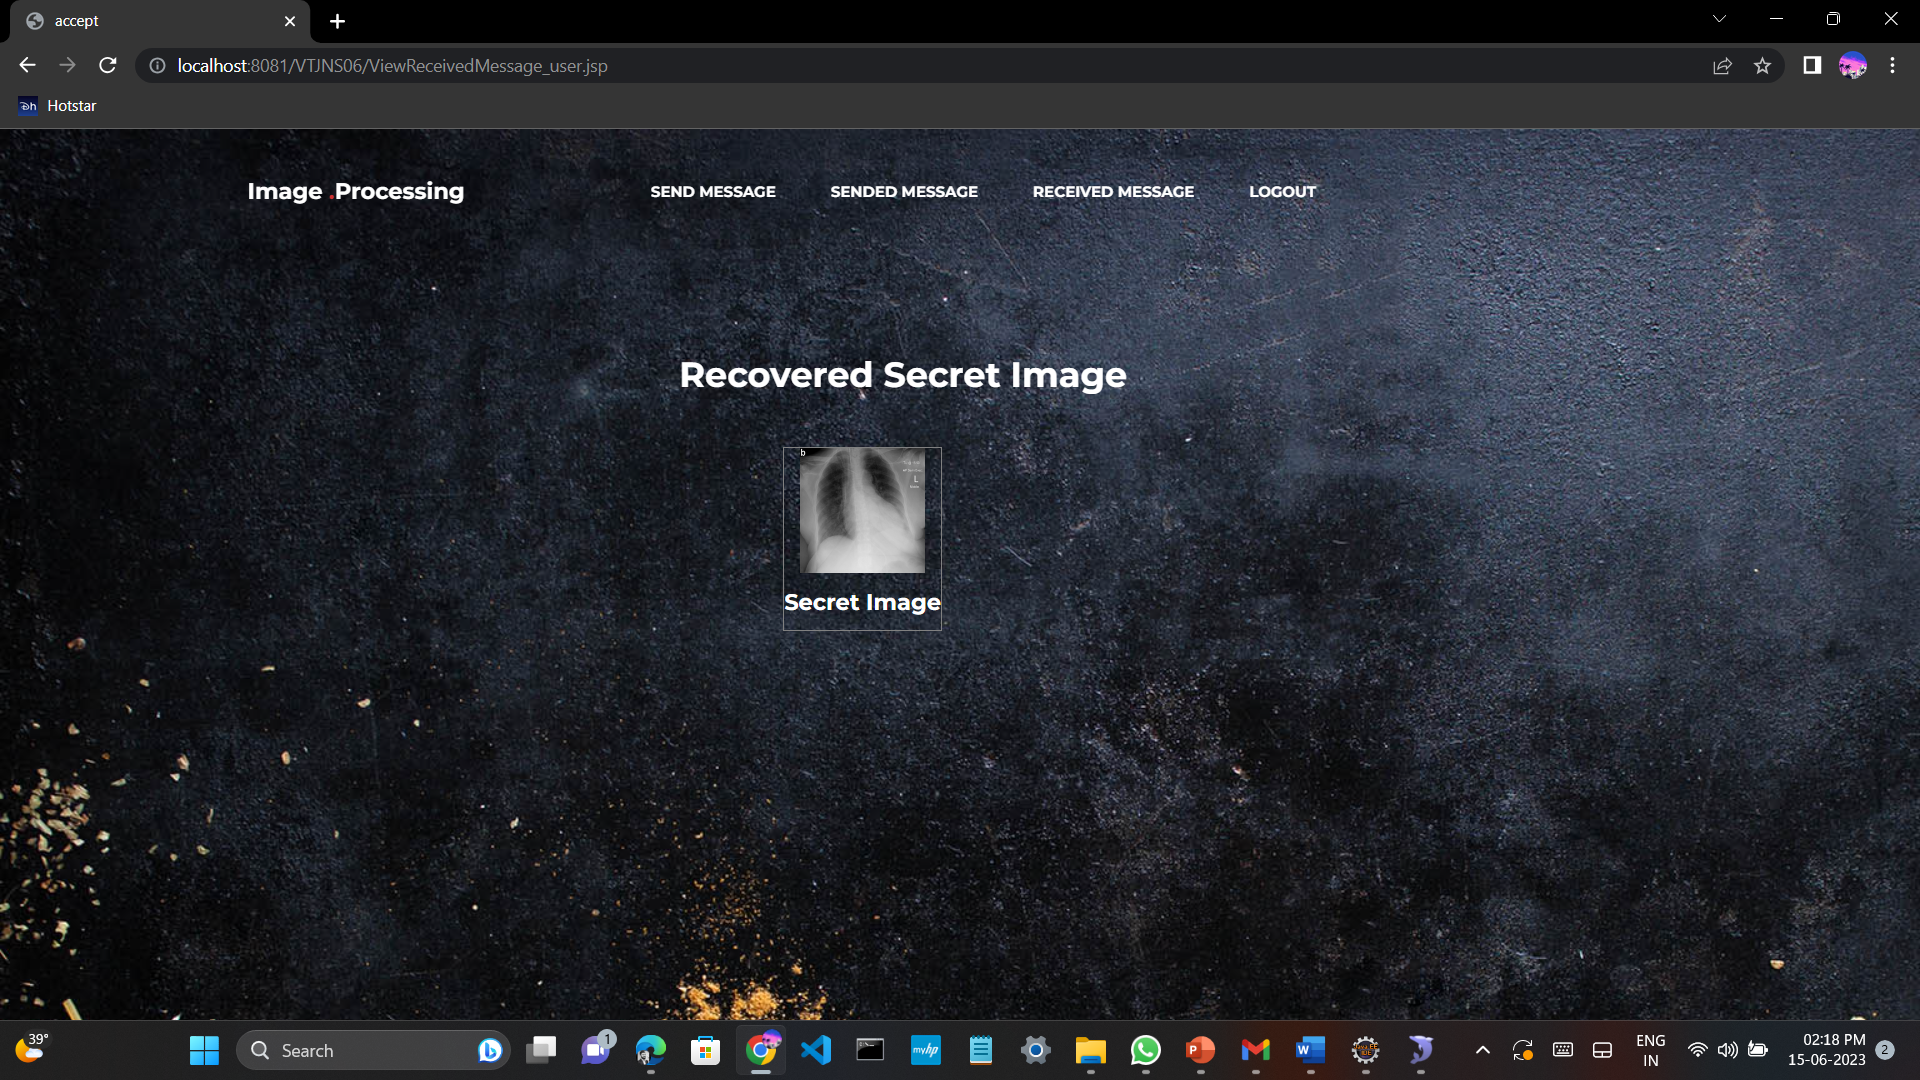 accept
localhost:8081/VTJNS06/ViewReceivedMessage_user.jsp
Hotstar
Image .Processing
SEND MESSAGE
SENDED MESSAGE
RECEIVED MESSAGE
LOGOUT
Recovered Secret Image
b
L
Secret Image
39°
Search
1
myhp
ENG
IN
02:18 PM
15-06-2023
2